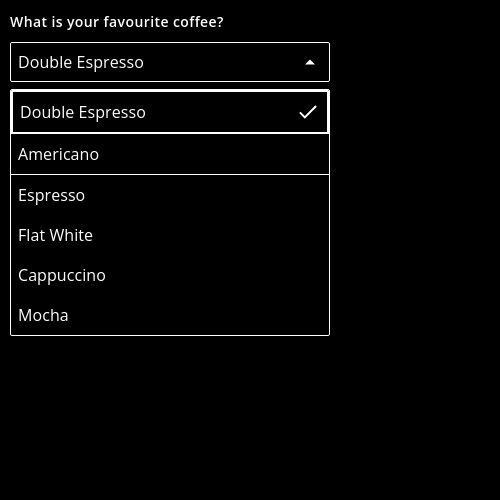 What is your favourite coffee?
Double Espresso
Double Espresso
Americano
Espresso
Flat White
Cappuccino
Mocha